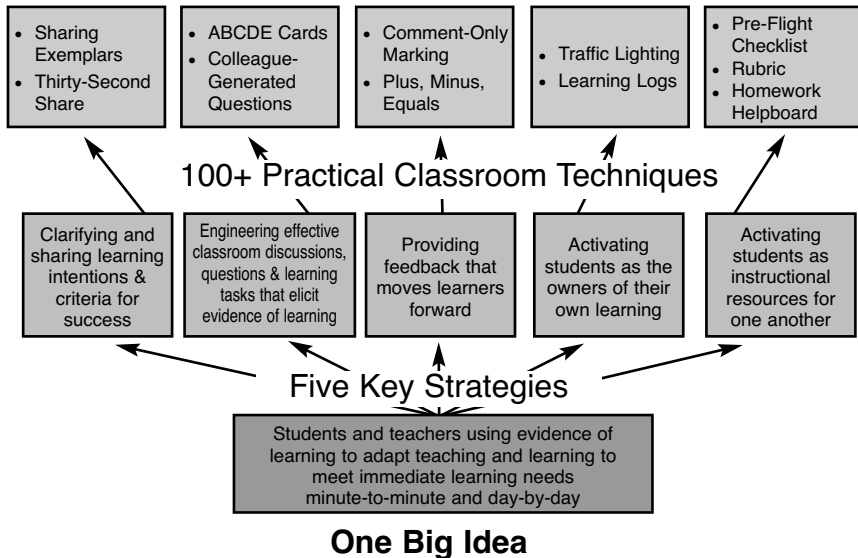 • Sharing
Exemplars
• Thirty-Second
Share
• ABCDE Cards
• Colleague-
Generated
Questions
• Comment-Only
Marking
• Plus, Minus,
Equals
• Traffic Lighting
• Learning Logs
• Pre-Flight
Checklist
• Rubric
• Homework
Helpboard
100+ Practical Classroom Techniques
Clarifying and
sharing learning
intentions &
criteria for
success
Engineering effective
classroom discussions,
questions & learning
tasks that elicit
evidence of learning
Providing
feedback that
moves learners
forward
Activating
students as the
owners of their
own learning
Activating
students as
instructional
resources for
one another
Five Key Strategies
Students and teachers using evidence of
learning to adapt teaching and learning to
meet immediate learning needs
minute-to-minute and day-by-day
One Big Idea